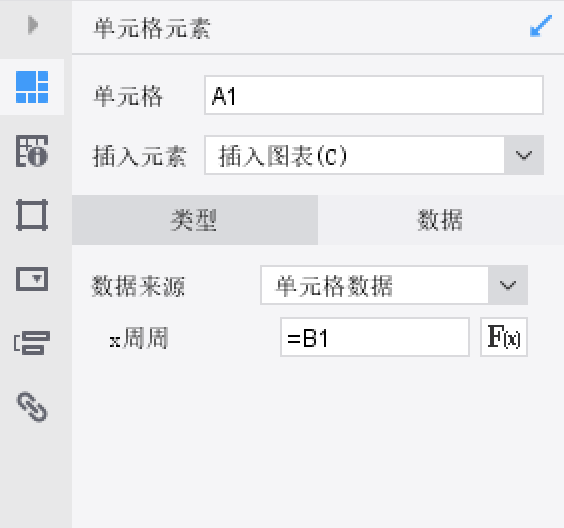 单元格元素
单元格 A1
插入元素 插入图表(C)
类型 数据
数据来源 单元格数据
x周周 =B1 F(x)